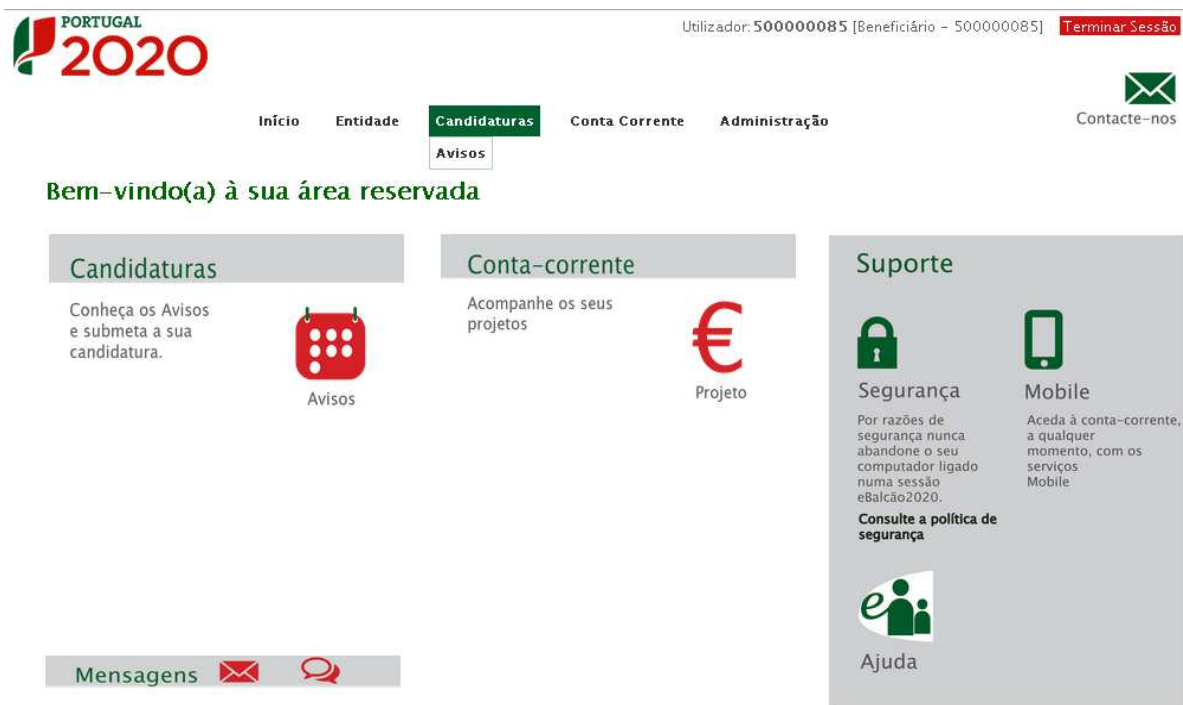 PORTUGAL
2020
Utilizador: 500000085 [Beneficiário - 500000085] Terminar Sessão
Contacte-nos
Início Entidade Candidaturas Conta Corrente Administração
Avisos
Bem-vindo(a) à sua área reservada
Candidaturas
Conheça os Avisos
e submeta a sua
candidatura.
Avisos
Conta-corrente
Acompanhe os seus
projetos
€
Projeto
Suporte
Segurança
Por razões de
segurança nunca
abandone o seu
computador ligado
numa sessão
eBalcão2020.
Consulte a política de
segurança
Mobile
Aceda à conta-corrente,
a qualquer
momento, com os
serviços
Mobile
e
Ajuda
Mensagens